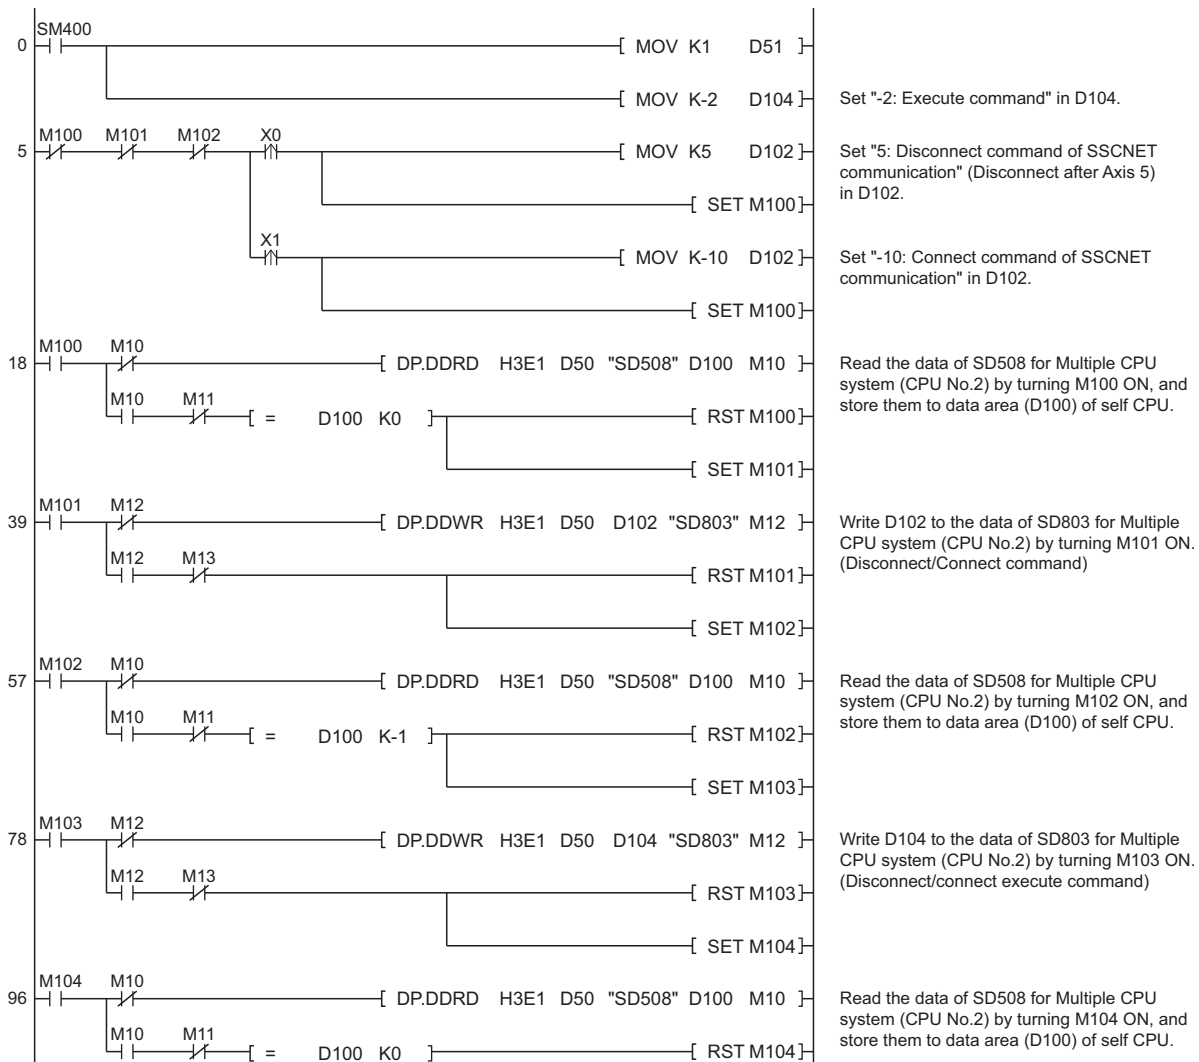 SM400
0 [ MOV K1 D51 ]
[ MOV K-2 D104 ] Set "-2: Execute command" in D104.
M100 M101 M102 X0
5 [ MOV K5 D102 ] Set "5: Disconnect command of SSCNET
communication" (Disconnect after Axis 5)
in D102.
[ SET M100 ]
X1
[ MOV K-10 D102 ] Set "-10: Connect command of SSCNET
communication" in D102.
[ SET M100 ]
M100 M10
18 [ DP.DDRD H3E1 D50 "SD508" D100 M10 ] Read the data of SD508 for Multiple CPU
system (CPU No.2) by turning M100 ON, and
store them to data area (D100) of self CPU.
M10 M11
[ = D100 K0 ] [ RST M100 ]
[ SET M101 ]
M101 M12
39 [ DP.DDWR H3E1 D50 D102 "SD803" M12 ] Write D102 to the data of SD803 for Multiple
CPU system (CPU No.2) by turning M101 ON.
(Disconnect/Connect command)
M12 M13
[ RST M101 ]
[ SET M102 ]
M102 M10
57 [ DP.DDRD H3E1 D50 "SD508" D100 M10 ] Read the data of SD508 for Multiple CPU
system (CPU No.2) by turning M102 ON, and
store them to data area (D100) of self CPU.
M10 M11
[ = D100 K-1 ] [ RST M102 ]
[ SET M103 ]
M103 M12
78 [ DP.DDWR H3E1 D50 D104 "SD803" M12 ] Write D104 to the data of SD803 for Multiple
CPU system (CPU No.2) by turning M103 ON.
(Disconnect/connect execute command)
M12 M13
[ RST M103 ]
[ SET M104 ]
M104 M10
96 [ DP.DDRD H3E1 D50 "SD508" D100 M10 ] Read the data of SD508 for Multiple CPU
system (CPU No.2) by turning M104 ON, and
store them to data area (D100) of self CPU.
M10 M11
[ = D100 K0 ] [ RST M104 ]